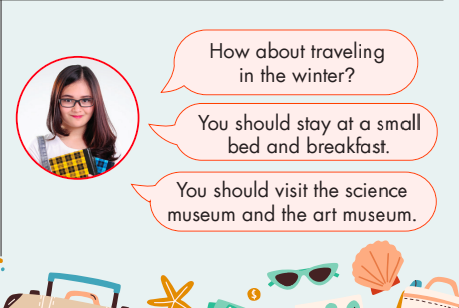 How about traveling
in the winter?
You should stay at a small
bed and breakfast.
You should visit the science
museum and the art museum.
$